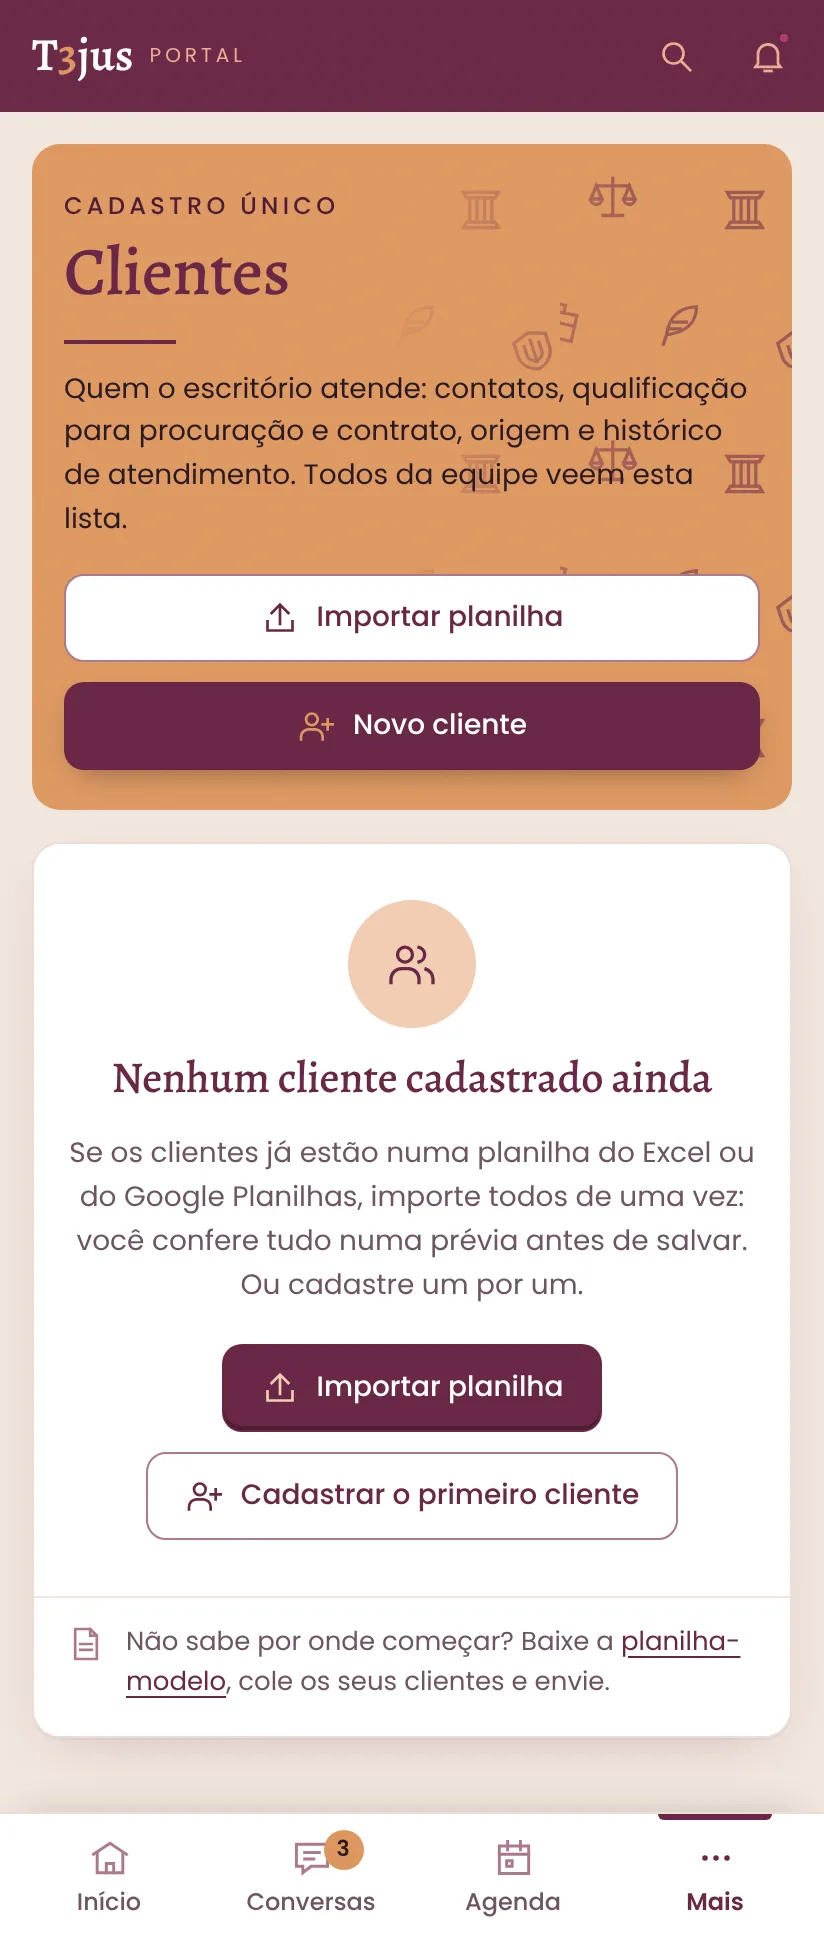 T3jus PORTAL
CADASTRO ÚNICO
Clientes
Quem o escritório atende: contatos, qualificação
para procuração e contrato, origem e histórico
de atendimento. Todos da equipe veem esta
lista.
Importar planilha
Novo cliente
Nenhum cliente cadastrado ainda
Se os clientes já estão numa planilha do Excel ou
do Google Planilhas, importe todos de uma vez:
você confere tudo numa prévia antes de salvar.
Ou cadastre um por um.
Importar planilha
Cadastrar o primeiro cliente
Não sabe por onde começar? Baixe a planilha-
modelo, cole os seus clientes e envie.
3
Início Conversas Agenda Mais